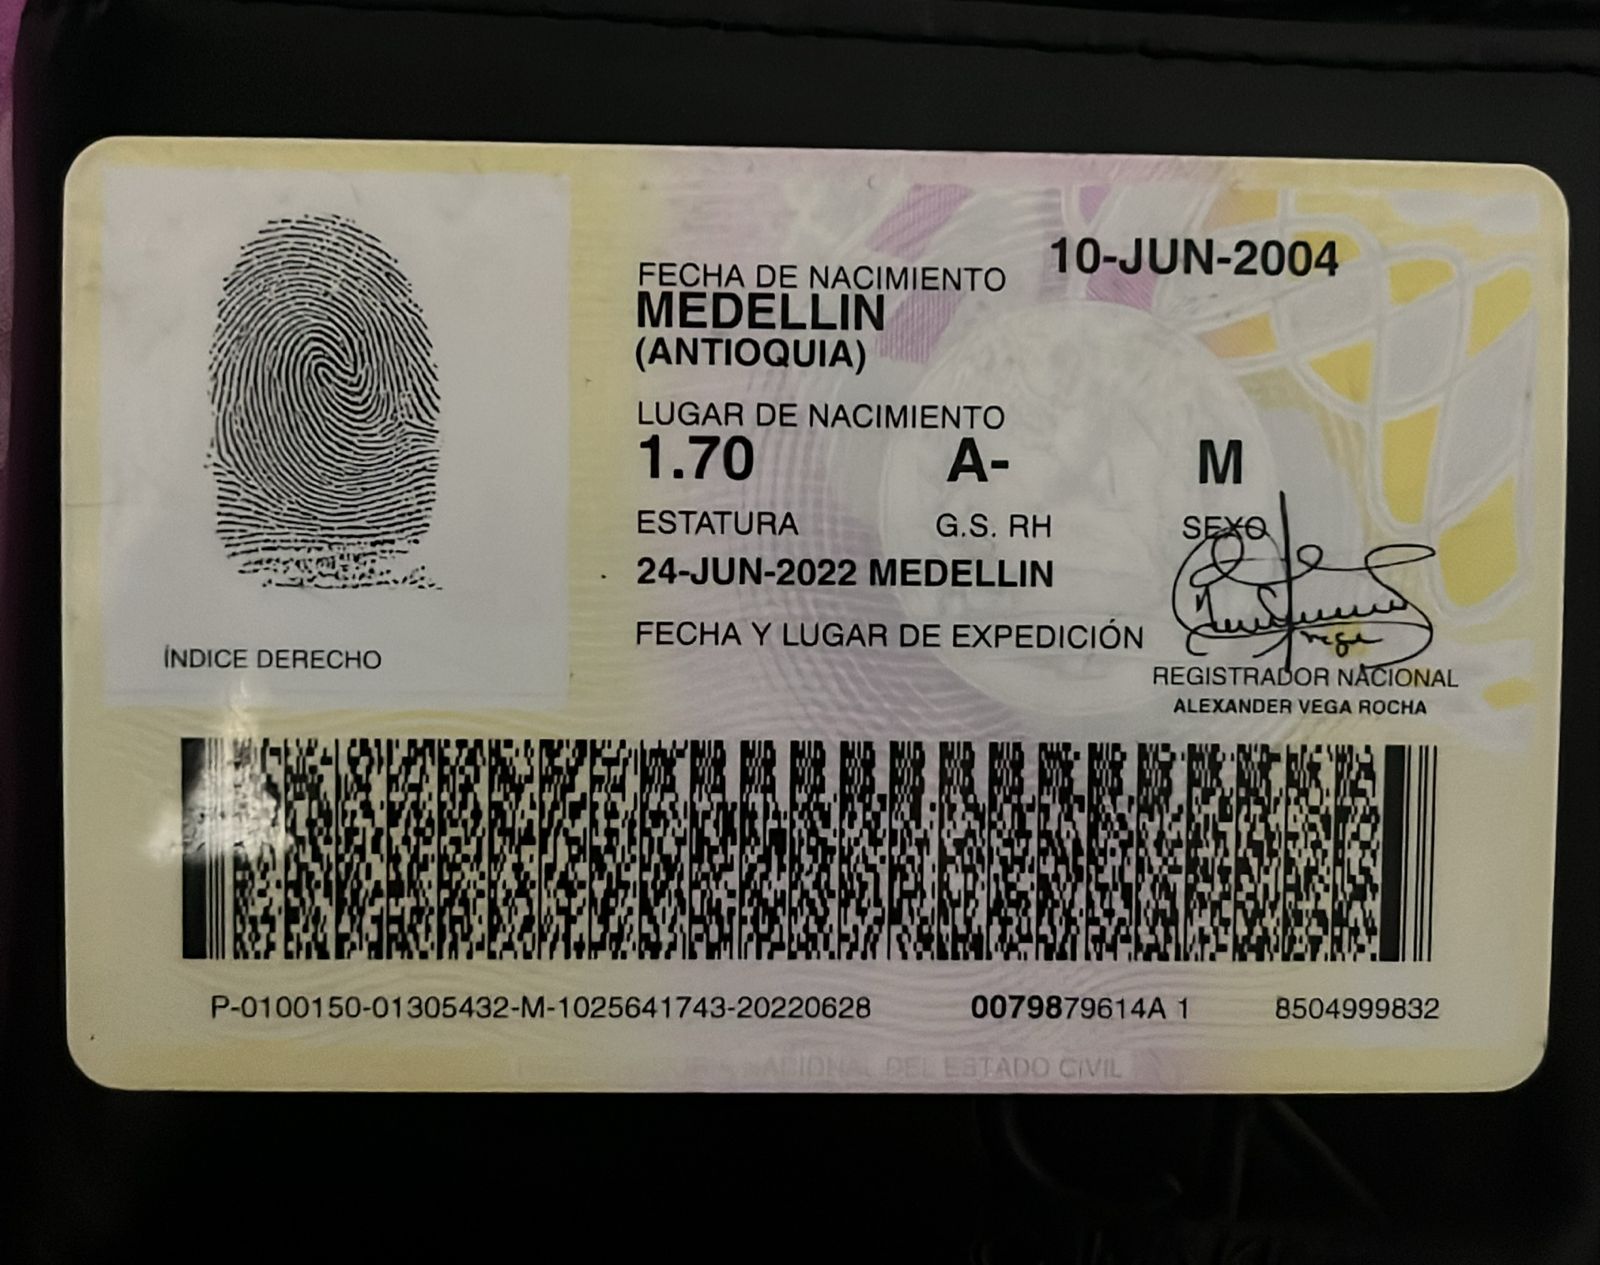 10-JUN-2004
FECHA DE NACIMIENTO
MEDELLIN
(ANTIOQUIA)
LUGAR DE NACIMIENTO
1.70 A- M
ESTATURA G.S. RH SEXO
24-JUN-2022 MEDELLIN
FECHA Y LUGAR DE EXPEDICIÓN
ÍNDICE DERECHO
REGISTRADOR NACIONAL
ALEXANDER VEGA ROCHA
P-0100150-01305432-M-1025641743-20220628 0079879614A 1 8504999832
NACIONAL DEL ESTADO CIVIL